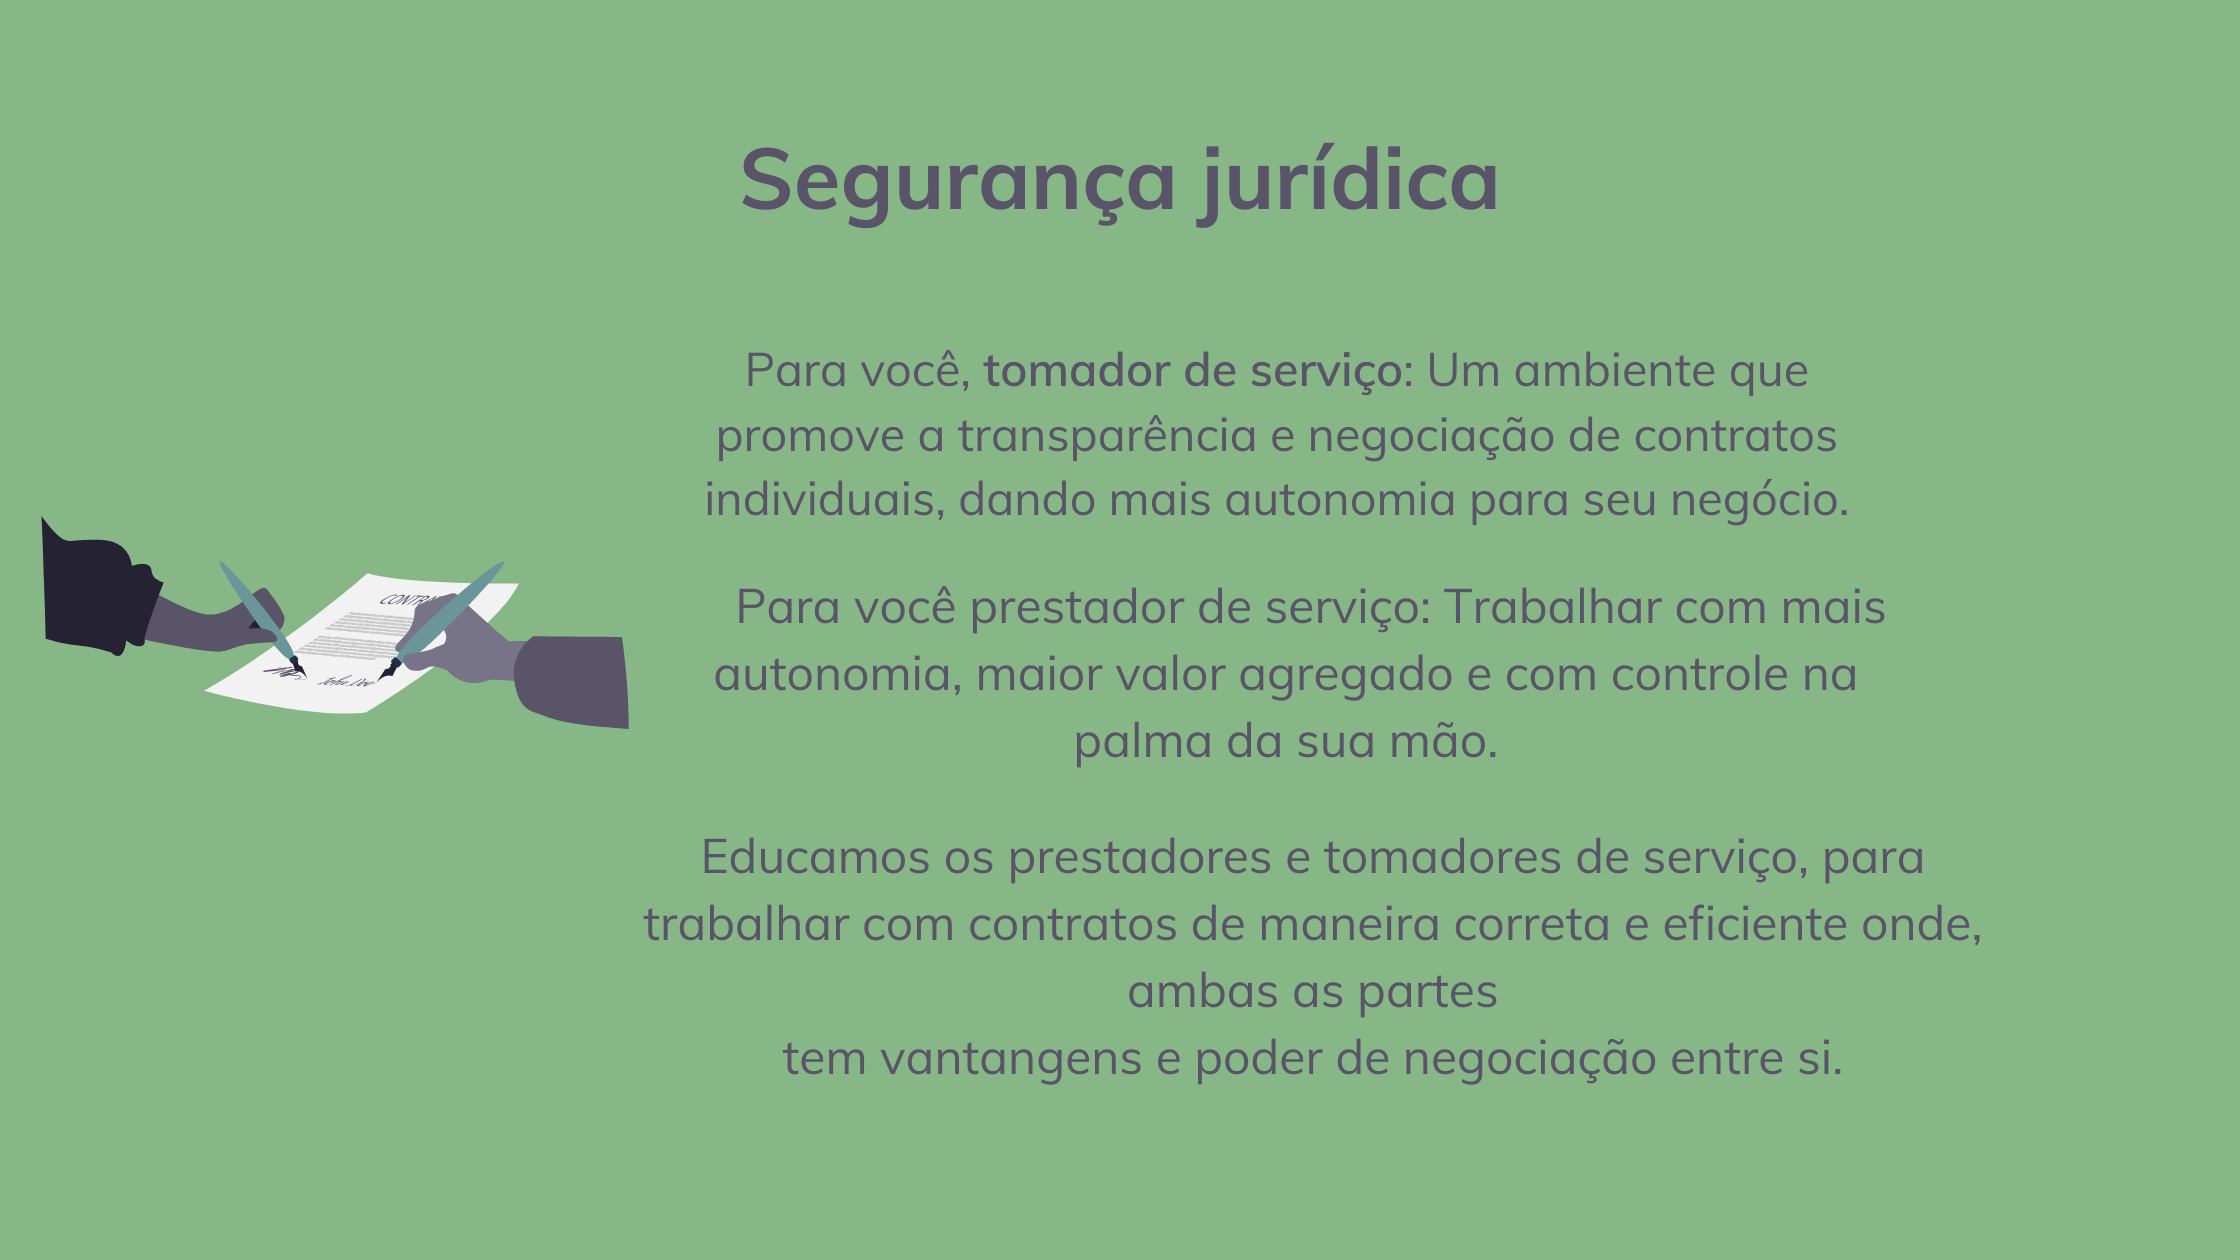 Segurança jurídica
Para você, tomador de serviço: Um ambiente que
promove a transparência e negociação de contratos
individuais, dando mais autonomia para seu negócio.
Para você prestador de serviço: Trabalhar com mais
autonomia, maior valor agregado e com controle na
palma da sua mão.
Educamos os prestadores e tomadores de serviço, para
trabalhar com contratos de maneira correta e eficiente onde,
ambas as partes
tem vantangens e poder de negociação entre si.
John Doe